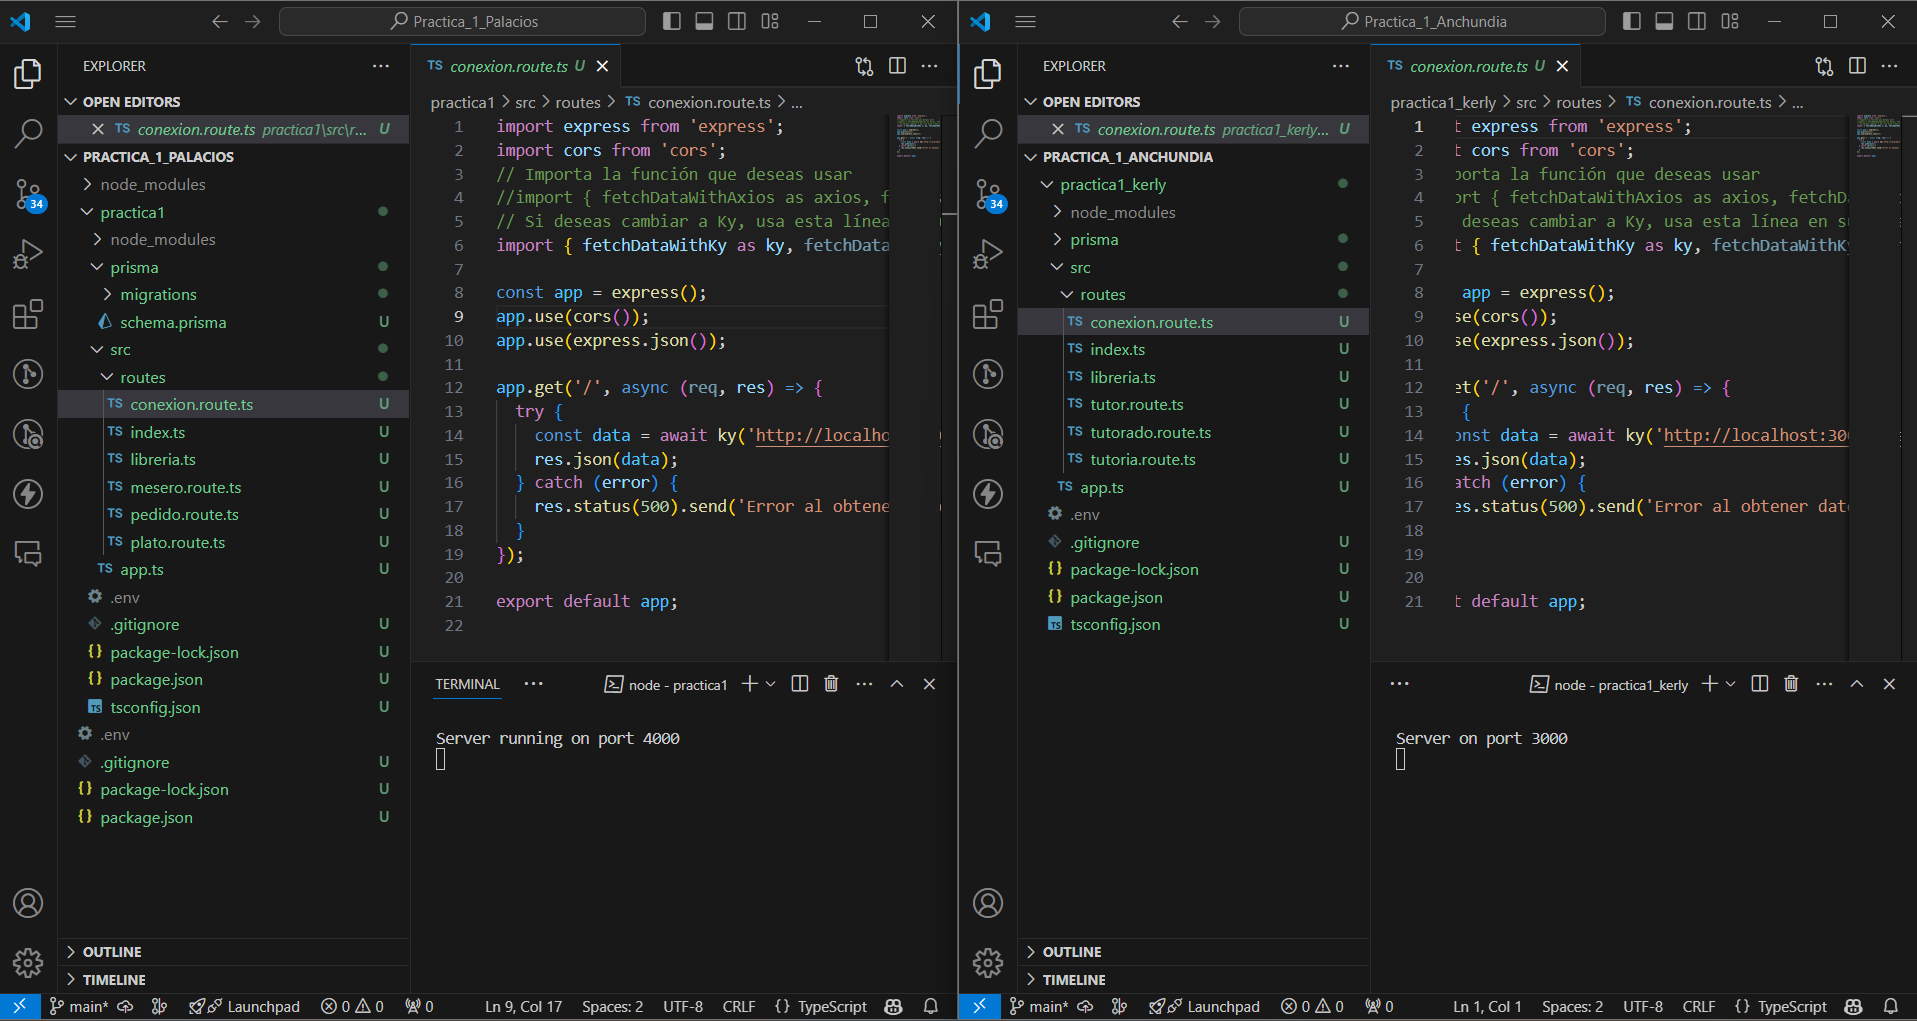 Practica_1_Palacios
EXPLORER
OPEN EDITORS
conexion.route.ts practica1\src\r... U
PRACTICA_1_PALACIOS
node_modules
practica1
node_modules
prisma
migrations
schema.prisma U
src
routes
TS conexion.route.ts U
TS index.ts U
TS libreria.ts U
TS mesero.route.ts U
TS pedido.route.ts U
TS plato.route.ts U
TS app.ts U
.env
.gitignore U
{} package-lock.json U
{} package.json U
TS tsconfig.json U
.env
.gitignore U
{} package-lock.json U
{} package.json U
OUTLINE
TIMELINE
34
TS conexion.route.ts U
practica1 > src > routes > TS conexion.route.ts > ...
1 import express from 'express';
2 import cors from 'cors';
3 // Importa la función que deseas usar
4 //import { fetchDataWithAxios as axios, f
5 // Si deseas cambiar a Ky, usa esta línea
6 import { fetchDataWithKy as ky, fetchData
7
8 const app = express();
9 app.use(cors());
10 app.use(express.json());
11
12 app.get('/', async (req, res) => {
13 try {
14 const data = await ky('http://localho
15 res.json(data);
16 } catch (error) {
17 res.status(500).send('Error al obtene
18 }
19 });
20
21 export default app;
22
TERMINAL ... node - practica1
Server running on port 4000
main* Launchpad 0 0 0 Ln 9, Col 17 Spaces: 2 UTF-8 CRLF {} TypeScript
Practica_1_Anchundia
EXPLORER
OPEN EDITORS
TS conexion.route.ts practica1_kerly... U
PRACTICA_1_ANCHUNDIA
practica1_kerly
node_modules
prisma
src
routes
TS conexion.route.ts U
TS index.ts U
TS libreria.ts U
TS tutor.route.ts U
TS tutorado.route.ts U
TS tutoria.route.ts U
TS app.ts U
.env
.gitignore U
{} package-lock.json U
{} package.json U
TS tsconfig.json U
OUTLINE
TIMELINE
34
TS conexion.route.ts U
practica1_kerly > src > routes > TS conexion.route.ts > ...
1 t express from 'express';
2 t cors from 'cors';
3 porta la función que deseas usar
4 ort { fetchDataWithAxios as axios, fetchD
5 deseas cambiar a Ky, usa esta línea en s
6 t { fetchDataWithKy as ky, fetchDataWithK
7
8 app = express();
9 se(cors());
10 se(express.json());
11
12 et('/', async (req, res) => {
13 {
14 onst data = await ky('http://localhost:300
15 es.json(data);
16 atch (error) {
17 es.status(500).send('Error al obtener dat
18
19
20
21 t default app;
... node - practica1_kerly
Server on port 3000
main* Launchpad 0 0 0 Ln 1, Col 1 Spaces: 2 UTF-8 CRLF {} TypeScript